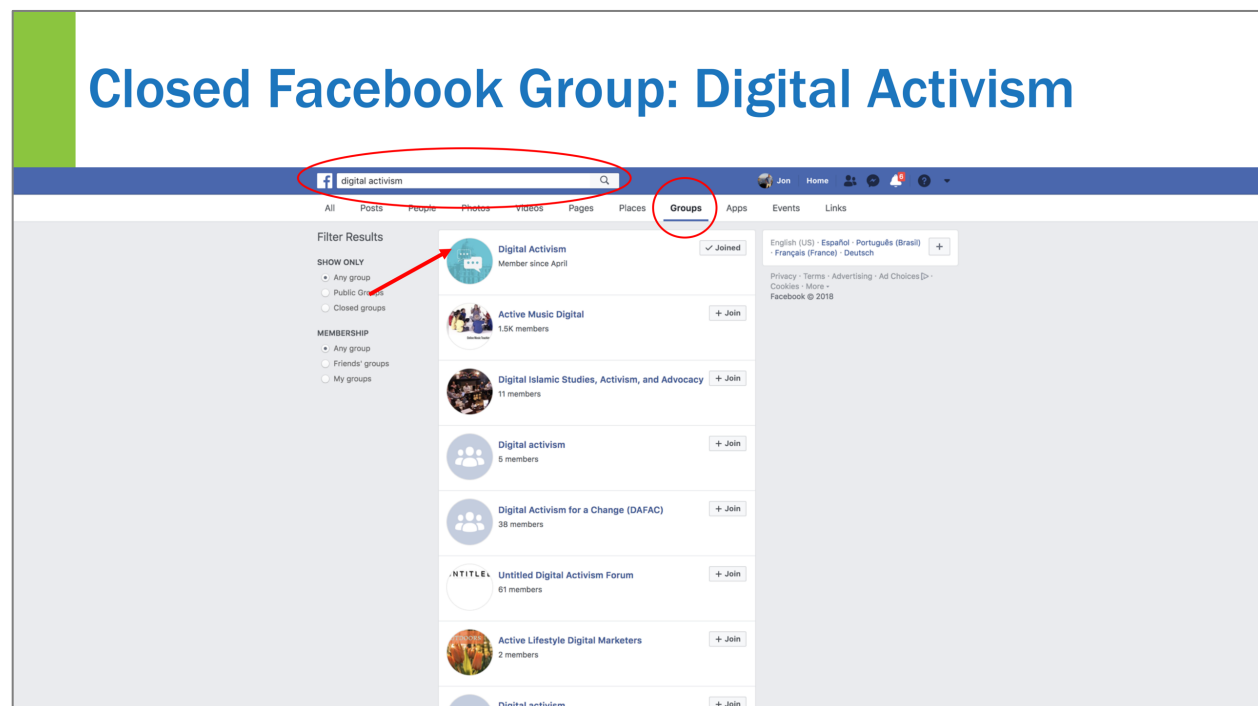 Closed Facebook Group: Digital Activism
f digital activism
Jon Home 6 ?
All Posts People Photos Videos Pages Places Groups Apps Events Links
Filter Results
SHOW ONLY
Any group
Public Groups
Closed groups
MEMBERSHIP
Any group
Friends' groups
My groups
Digital Activism
Member since April
✓ Joined
Active Music Digital
1.5K members
+ Join
Digital Islamic Studies, Activism, and Advocacy
11 members
+ Join
Digital activism
5 members
+ Join
Digital Activism for a Change (DAFAC)
38 members
+ Join
Untitled Digital Activism Forum
61 members
+ Join
Active Lifestyle Digital Marketers
2 members
+ Join
Digital activism
+ Join
English (US) · Español · Português (Brasil)
· Français (France) · Deutsch
+
Privacy · Terms · Advertising · Ad Choices ·
Cookies · More
Facebook © 2018